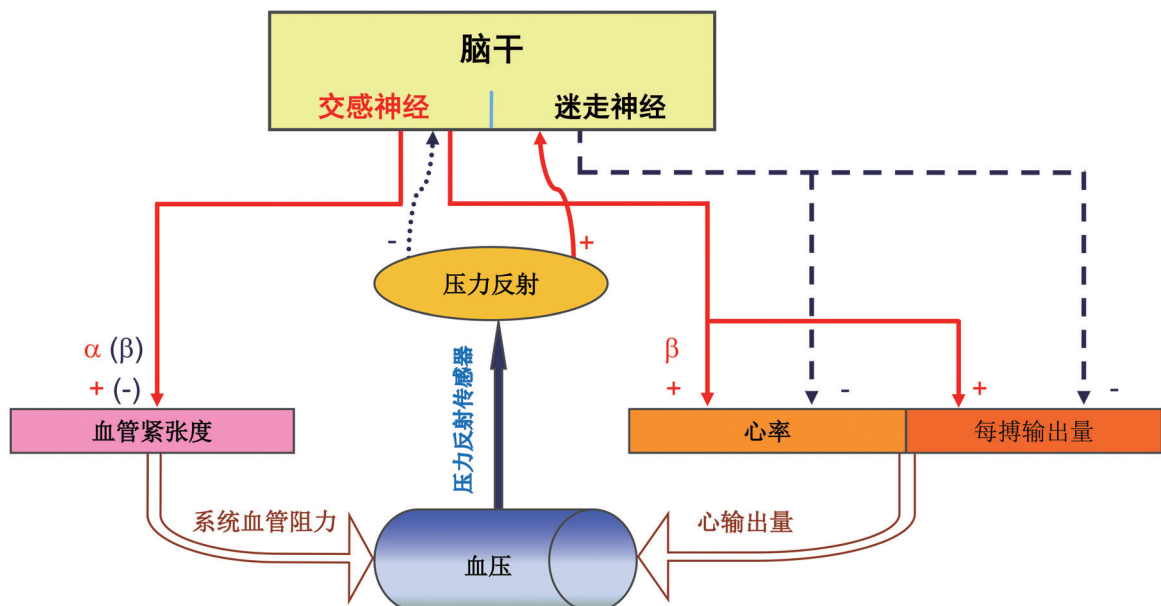 脑干
交感神经
迷走神经
-
+
压力反射
α (β)
+ (-)
β
+
-
+
-
压力反射传感器
血管紧张度
心率
每搏输出量
系统血管阻力
心输出量
血压